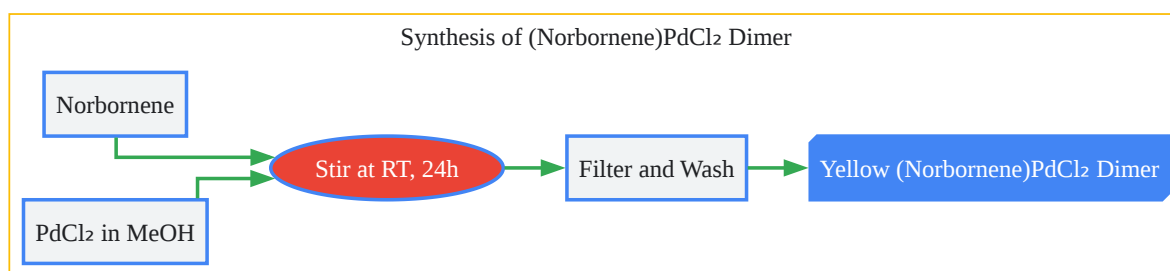 Synthesis of (Norbornene)PdCl₂ Dimer
Norbornene
PdCl₂ in MeOH
Stir at RT, 24h
Filter and Wash
Yellow (Norbornene)PdCl₂ Dimer